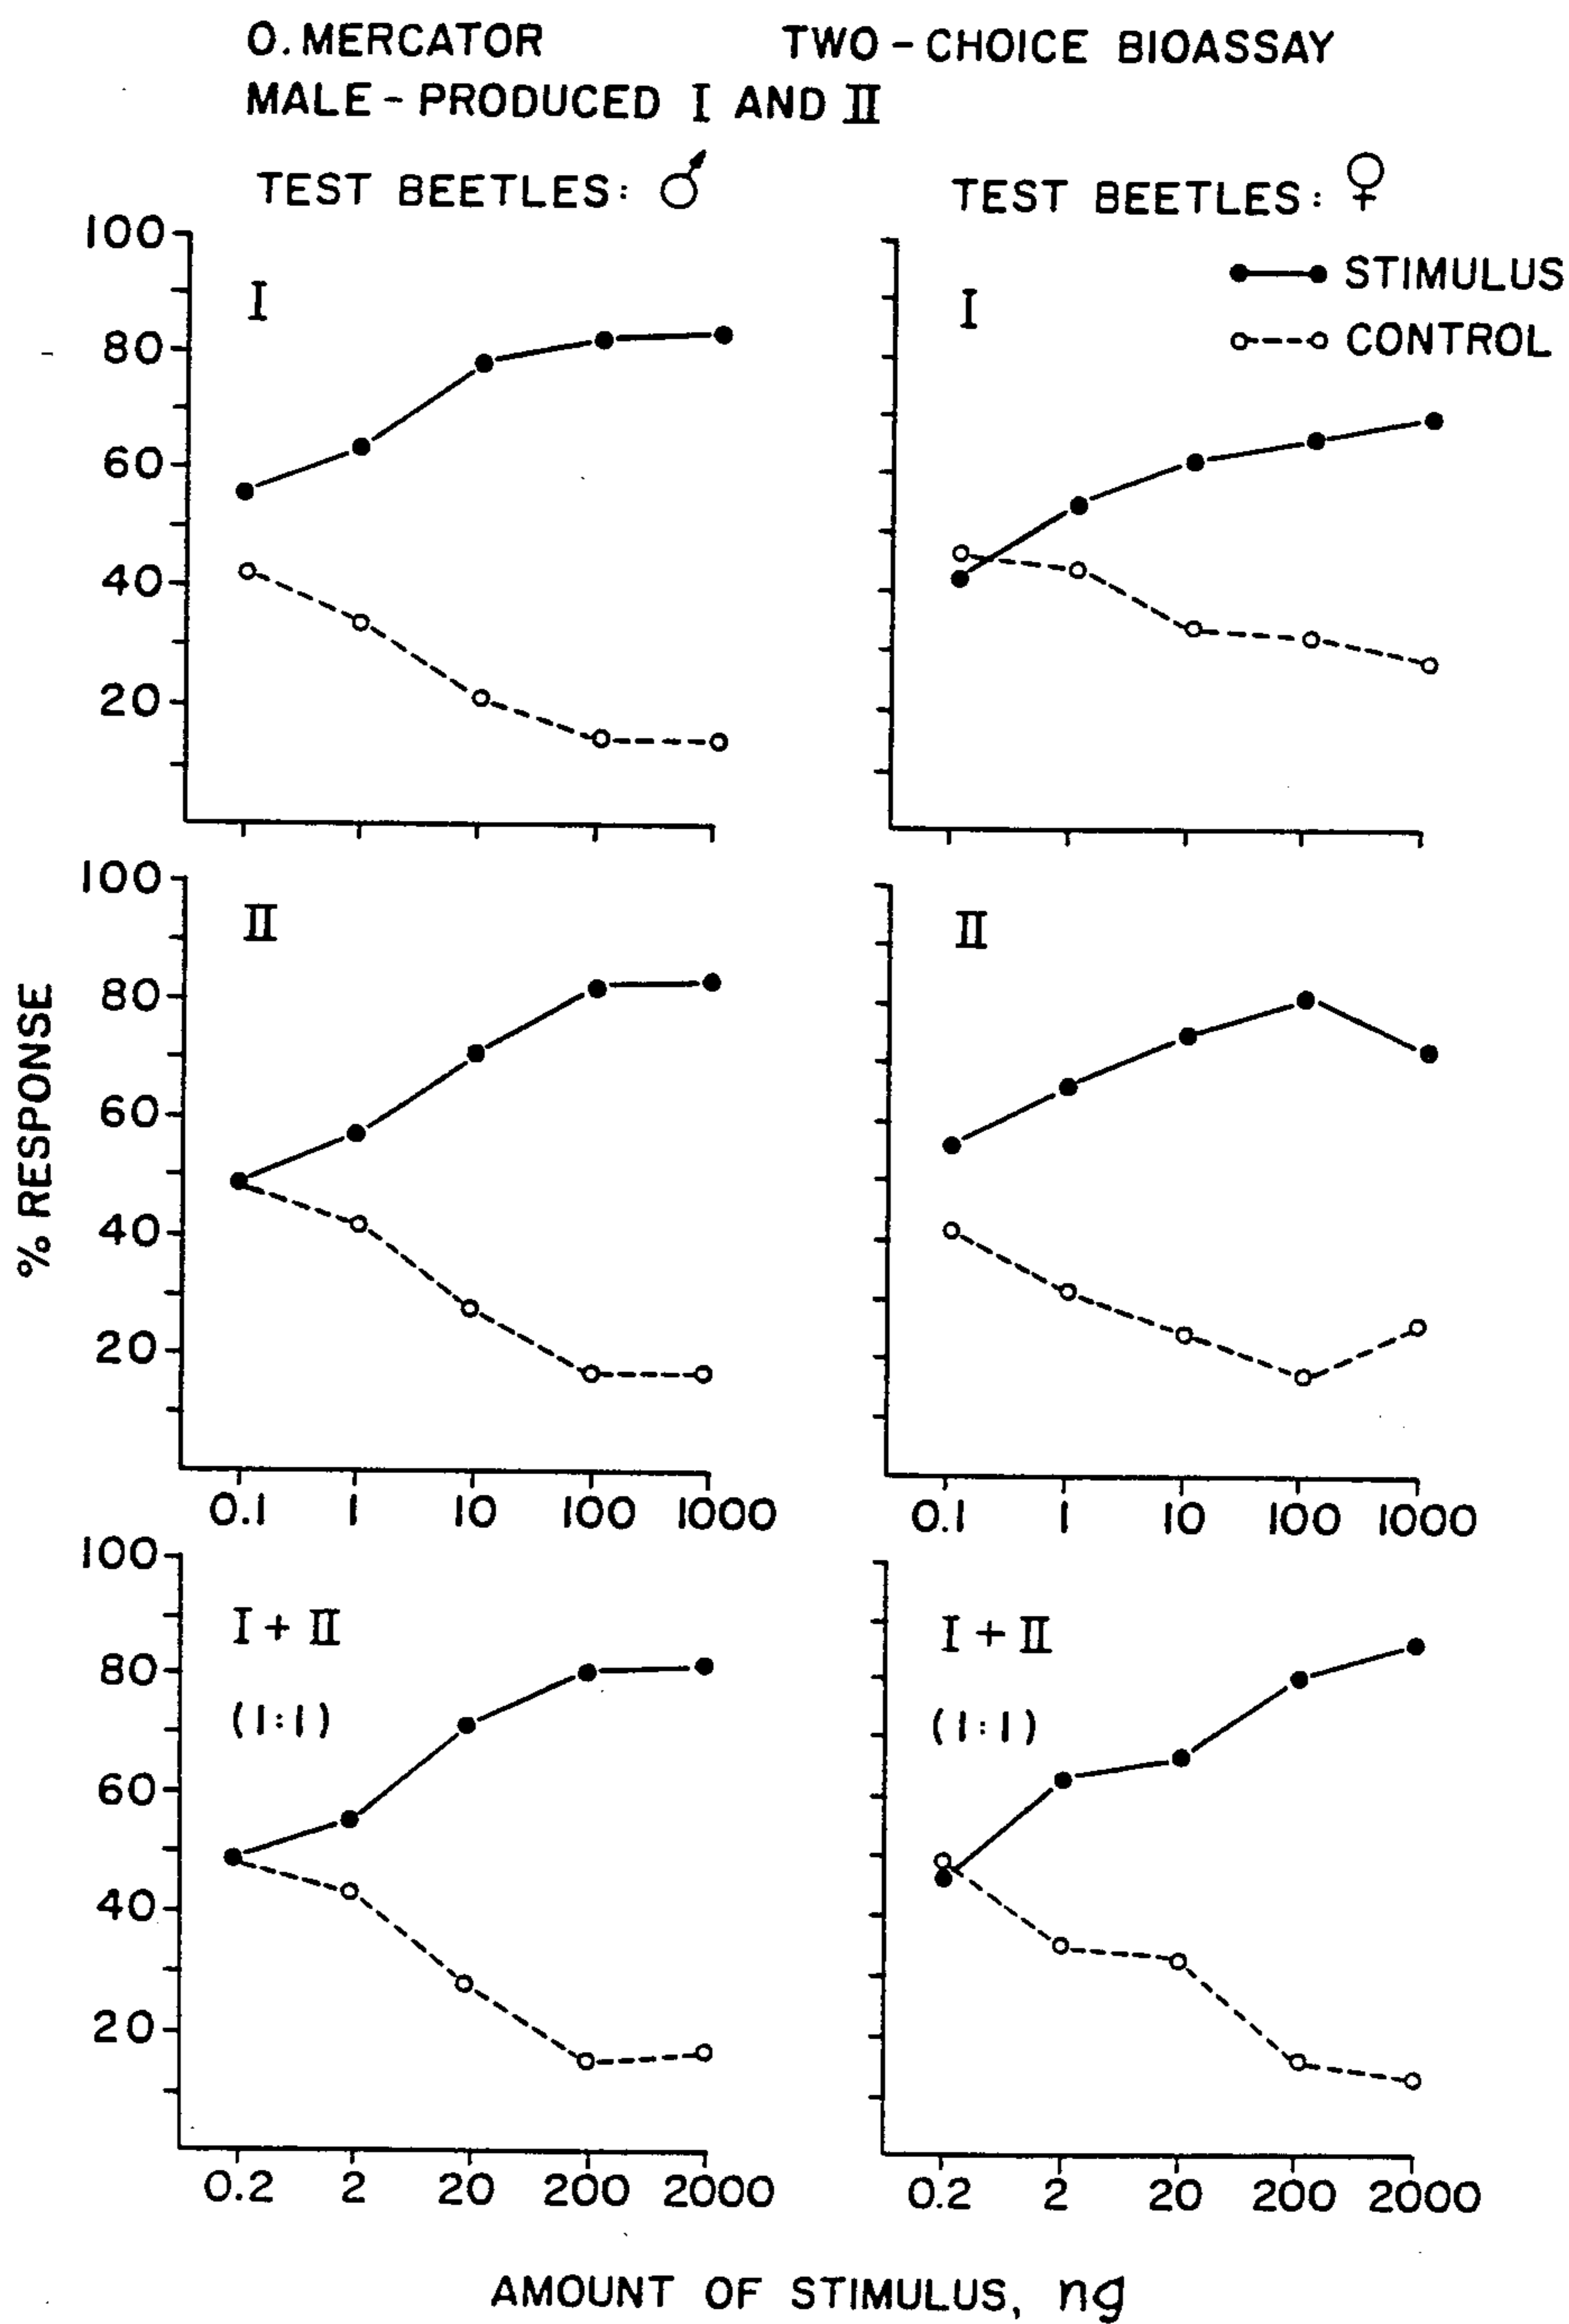 O. MERCATOR TWO-CHOICE BIOASSAY
MALE-PRODUCED I AND II
TEST BEETLES: ♂ TEST BEETLES: ♀
100
80
60
40
20
I
I
STIMULUS
CONTROL
% RESPONSE
100
80
60
40
20
II
II
0.1 1 10 100 1000
0.1 1 10 100 1000
100
80
60
40
20
I + II
(1:1)
I + II
(1:1)
0.2 2 20 200 2000
0.2 2 20 200 2000
AMOUNT OF STIMULUS, ng